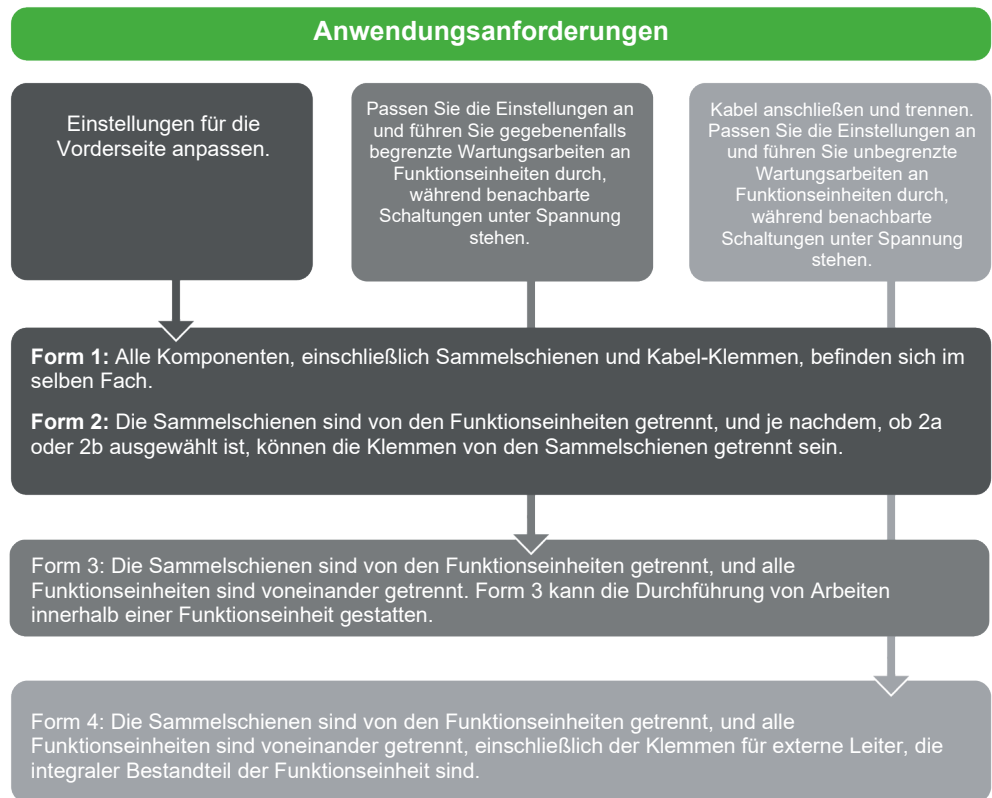 Anwendungsanforderungen
Einstellungen für die
Vorderseite anpassen.
Passen Sie die Einstellungen an
und führen Sie gegebenenfalls
begrenzte Wartungsarbeiten an
Funktionseinheiten durch,
während benachbarte
Schaltungen unter Spannung
stehen.
Kabel anschließen und trennen.
Passen Sie die Einstellungen an
und führen Sie unbegrenzte
Wartungsarbeiten an
Funktionseinheiten durch,
während benachbarte
Schaltungen unter Spannung
stehen.
Form 1: Alle Komponenten, einschließlich Sammelschienen und Kabel-Klemmen, befinden sich im
selben Fach.
Form 2: Die Sammelschienen sind von den Funktionseinheiten getrennt, und je nachdem, ob 2a
oder 2b ausgewählt ist, können die Klemmen von den Sammelschienen getrennt sein.
Form 3: Die Sammelschienen sind von den Funktionseinheiten getrennt, und alle
Funktionseinheiten sind voneinander getrennt. Form 3 kann die Durchführung von Arbeiten
innerhalb einer Funktionseinheit gestatten.
Form 4: Die Sammelschienen sind von den Funktionseinheiten getrennt, und alle
Funktionseinheiten sind voneinander getrennt, einschließlich der Klemmen für externe Leiter, die
integraler Bestandteil der Funktionseinheit sind.